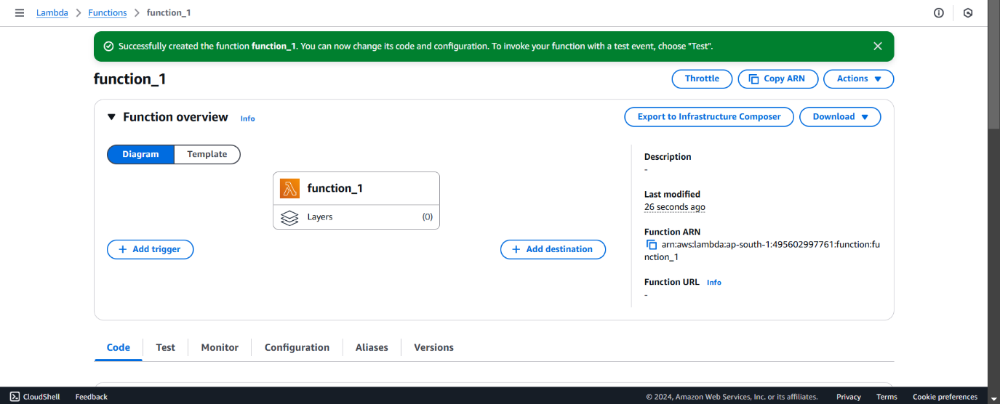 Lambda > Functions > function_1
Successfully created the function function_1. You can now change its code and configuration. To invoke your function with a test event, choose "Test".
function_1
Throttle
Copy ARN
Actions
Function overview Info
Export to Infrastructure Composer
Download
Diagram
Template
function_1
Layers (0)
+ Add trigger
+ Add destination
Description
-
Last modified
26 seconds ago
Function ARN
arn:aws:lambda:ap-south-1:495602997761:function:fu
nction_1
Function URL Info
-
Code
Test
Monitor
Configuration
Aliases
Versions
CloudShell
Feedback
© 2024, Amazon Web Services, Inc. or its affiliates.
Privacy
Terms
Cookie preferences